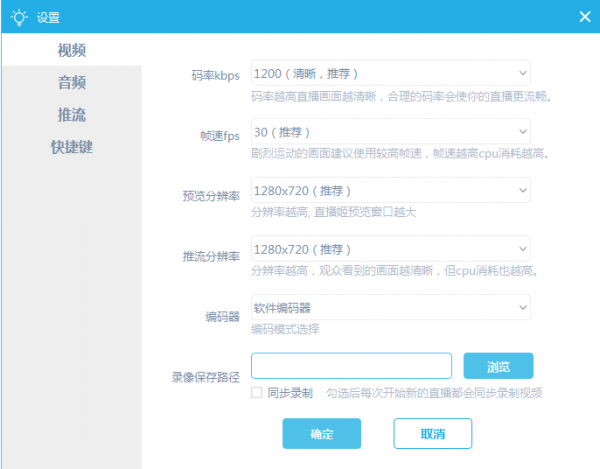 设置
视频
音频
推流
快捷键
码率kbps
1200（清晰，推荐）
码率越高直播画面越清晰，合理的码率会使你的直播更流畅。
帧速fps
30（推荐）
剧烈运动的画面建议使用较高帧速，帧速越高cpu消耗越高。
预览分辨率
1280x720（推荐）
分辨率越高, 直播姬预览窗口越大
推流分辨率
1280x720（推荐）
分辨率越高，观众看到的画面越清晰，但cpu消耗也越高。
编码器
软件编码器
编码模式选择
录像保存路径
浏览
同步录制 勾选后每次开始新的直播都会同步录制视频
确定
取消